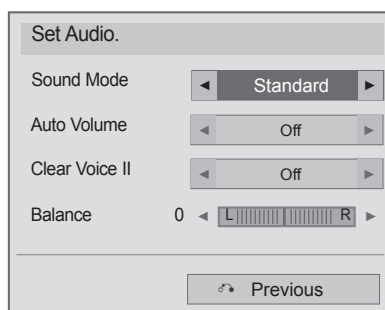 Set Audio.
Sound Mode ◄ Standard ►
Auto Volume ◄ Off ►
Clear Voice II ◄ Off ►
Balance 0 ◄ L R ►
Previous